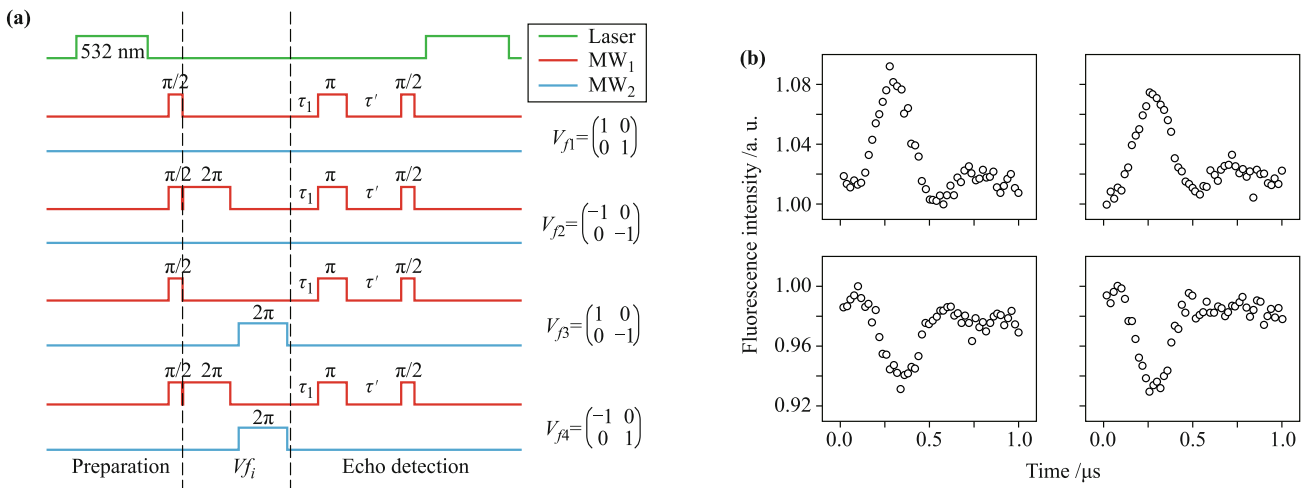 (a)
532 nm
Laser
MW1
MW2
π/2 τ1 π τ′ π/2
Vf1=(1 0
0 1)
π/2 2π τ1 π τ′ π/2
Vf2=(−1 0
0 −1)
π/2 τ1 π τ′ π/2
2π
Vf3=(1 0
0 −1)
π/2 2π τ1 π τ′ π/2
2π
Vf4=(−1 0
0 1)
Preparation Vfi Echo detection
(b)
Fluorescence intensity /a. u.
1.08
1.04
1.00
1.00
0.96
0.92
0.0 0.5 1.0 0.0 0.5 1.0
Time /μs